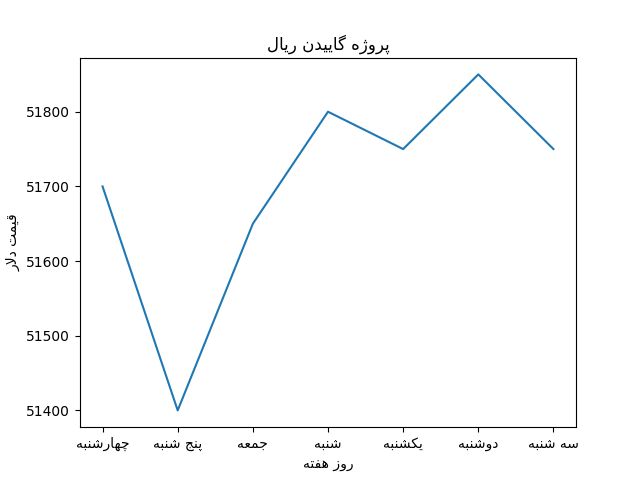 پروژه گاییدن ریال
قیمت دلار
51800
51700
51600
51500
51400
چهارشنبه
پنج شنبه
جمعه
شنبه
یکشنبه
دوشنبه
سه شنبه
روز هفته